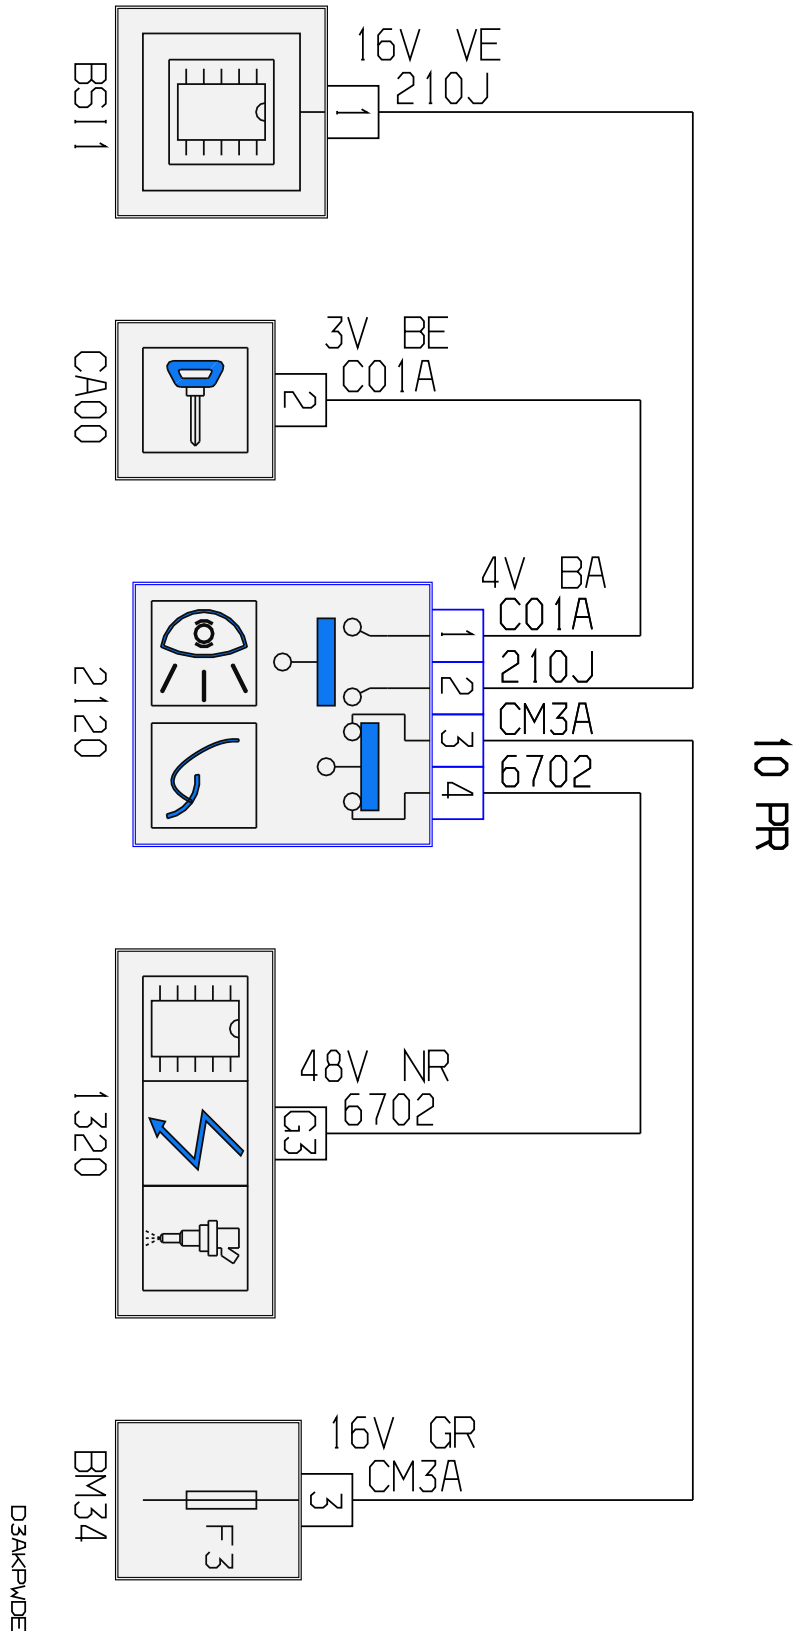 16V VE
210J
1
BSI1
3V BE
C01A
2
CA00
4V BA
C01A
1
210J
2
CM3A
3
6702
4
2120
10 PR
48V NR
6702
G3
1320
16V GR
CM3A
3
F3
BM34
D3AKPWDE